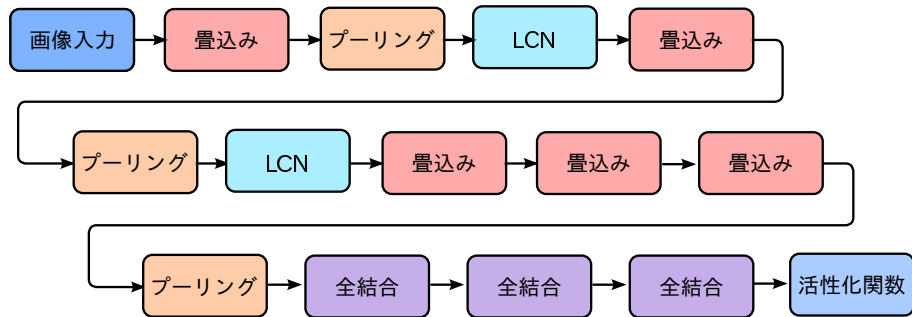 画像入力 畳込み プーリング LCN 畳込み
プーリング LCN 畳込み 畳込み 畳込み
プーリング 全結合 全結合 全結合 活性化関数